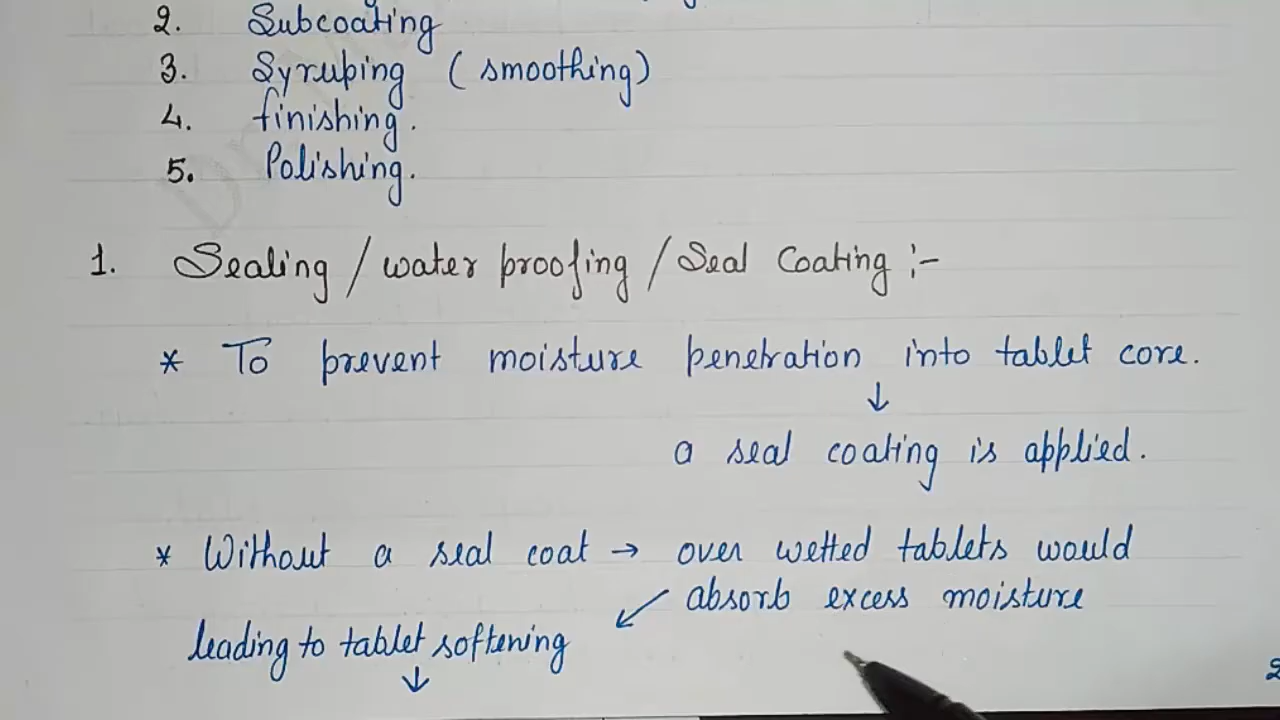 2. Subcoating
3. Syruping (smoothing)
4. finishing.
5. Polishing.
1. Sealing / water proofing / Seal Coating :-
* To prevent moisture penetration into tablet core.
↓
a seal coating is applied.
* Without a seal coat → over wetted tablets would
absorb excess moisture
leading to tablet softening
↓